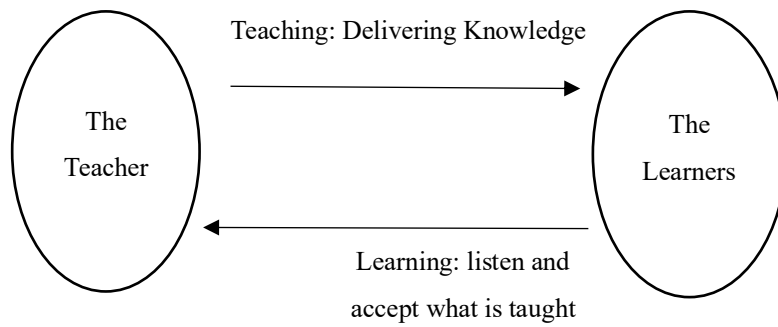 Teaching: Delivering Knowledge
The
Teacher
The
Learners
Learning: listen and
accept what is taught